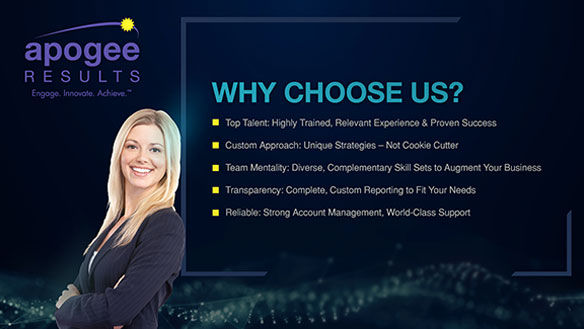 apogee
RESULTS
Engage. Innovate. Achieve.™
WHY CHOOSE US?
Top Talent: Highly Trained, Relevant Experience & Proven Success
Custom Approach: Unique Strategies – Not Cookie Cutter
Team Mentality: Diverse, Complementary Skill Sets to Augment Your Business
Transparency: Complete, Custom Reporting to Fit Your Needs
Reliable: Strong Account Management, World-Class Support